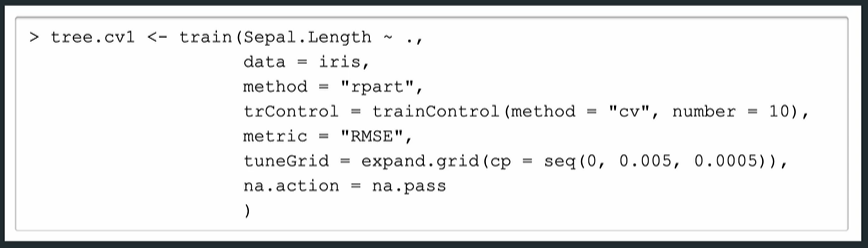 > tree.cv1 <- train(Sepal.Length ~ .,
data = iris,
method = "rpart",
trControl = trainControl(method = "cv", number = 10),
metric = "RMSE",
tuneGrid = expand.grid(cp = seq(0, 0.005, 0.0005)),
na.action = na.pass
)